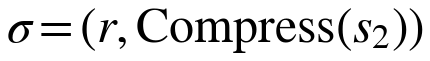 σ=(r, Compress(s₂))